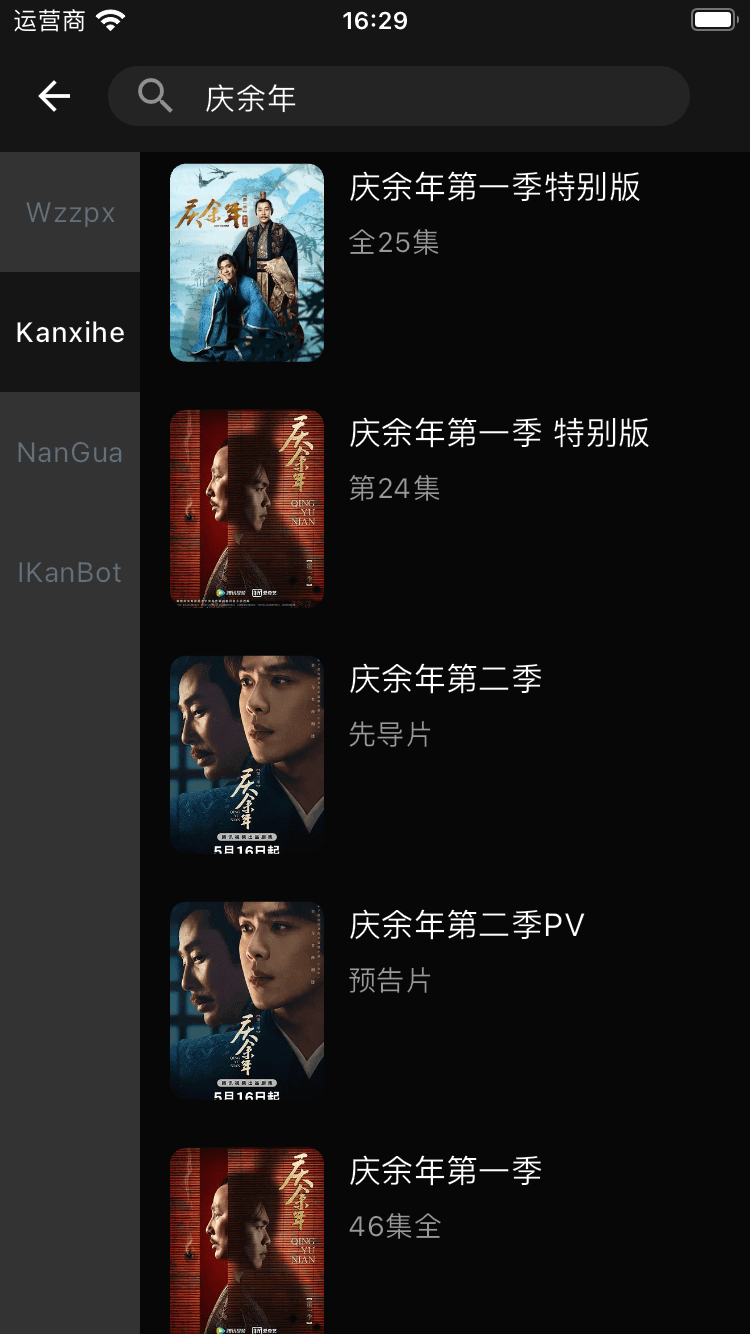 运营商
16:29
庆余年
Wzzpx
Kanxihe
NanGua
IKanBot
庆余年
庆余年第一季特别版
全25集
庆余年
QING
YU
NIAN
庆余年第一季 特别版
第24集
庆余年
5月16日起
庆余年第二季
先导片
庆余年
5月16日起
庆余年第二季PV
预告片
庆余年
QING
YU
NIAN
庆余年第一季
46集全